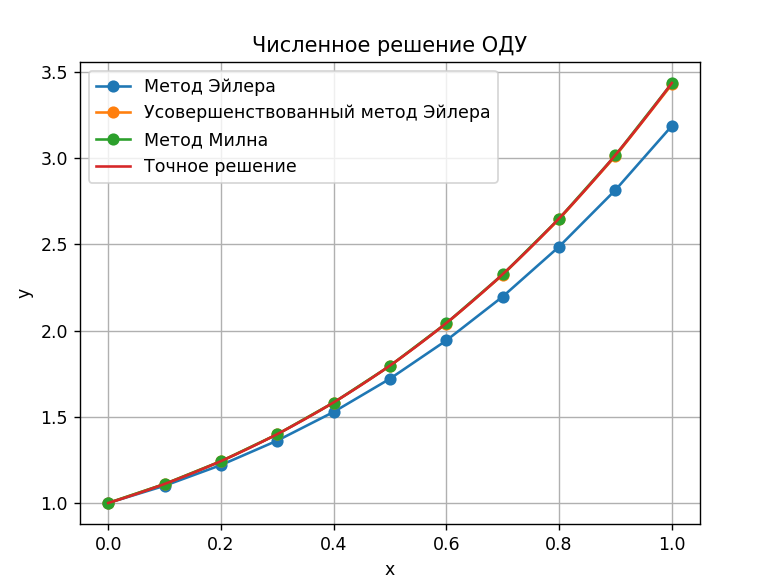 Численное решение ОДУ
Метод Эйлера
Усовершенствованный метод Эйлера
Метод Милна
Точное решение
3.5
3.0
2.5
2.0
1.5
1.0
y
0.0 0.2 0.4 0.6 0.8 1.0
x